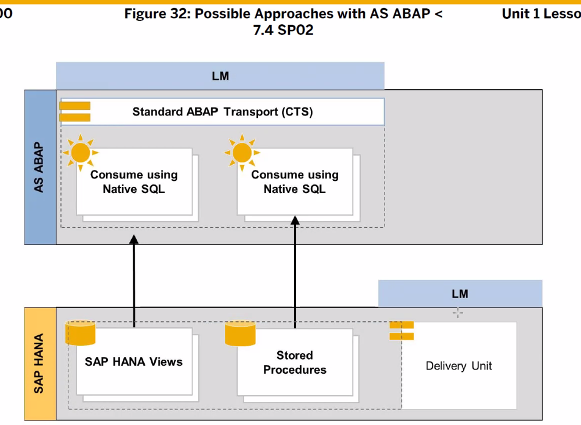 00
Figure 32: Possible Approaches with AS ABAP <
7.4 SP02
Unit 1 Lesso
LM
AS ABAP
Standard ABAP Transport (CTS)
Consume using
Native SQL
Consume using
Native SQL
LM
SAP HANA
SAP HANA Views
Stored
Procedures
Delivery Unit